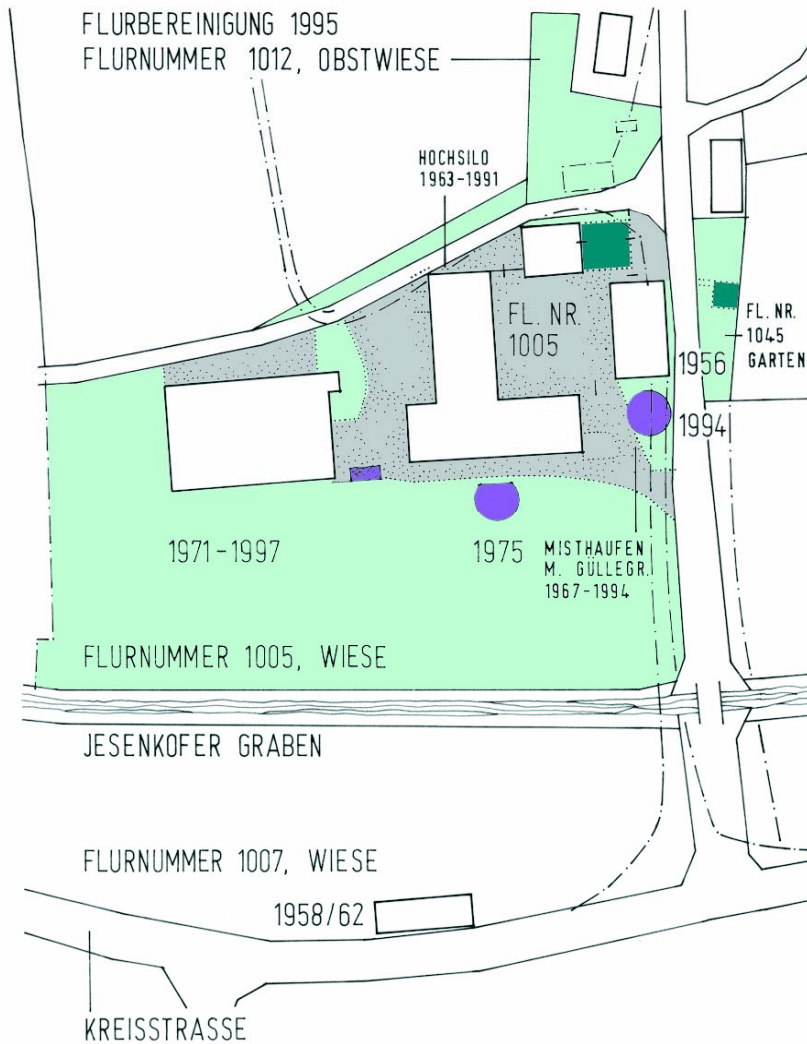 FLURBEREINIGUNG 1995
FLURNUMMER 1012, OBSTWIESE
HOCHSILO
1963-1991
FL. NR.
1005
FL. NR.
1045
GARTEN
1956
1994
1971-1997
1975
MISTHAUFEN
M. GÜLLEGR.
1967-1994
FLURNUMMER 1005, WIESE
JESENKOFER GRABEN
FLURNUMMER 1007, WIESE
1958/62
KREISSTRASSE